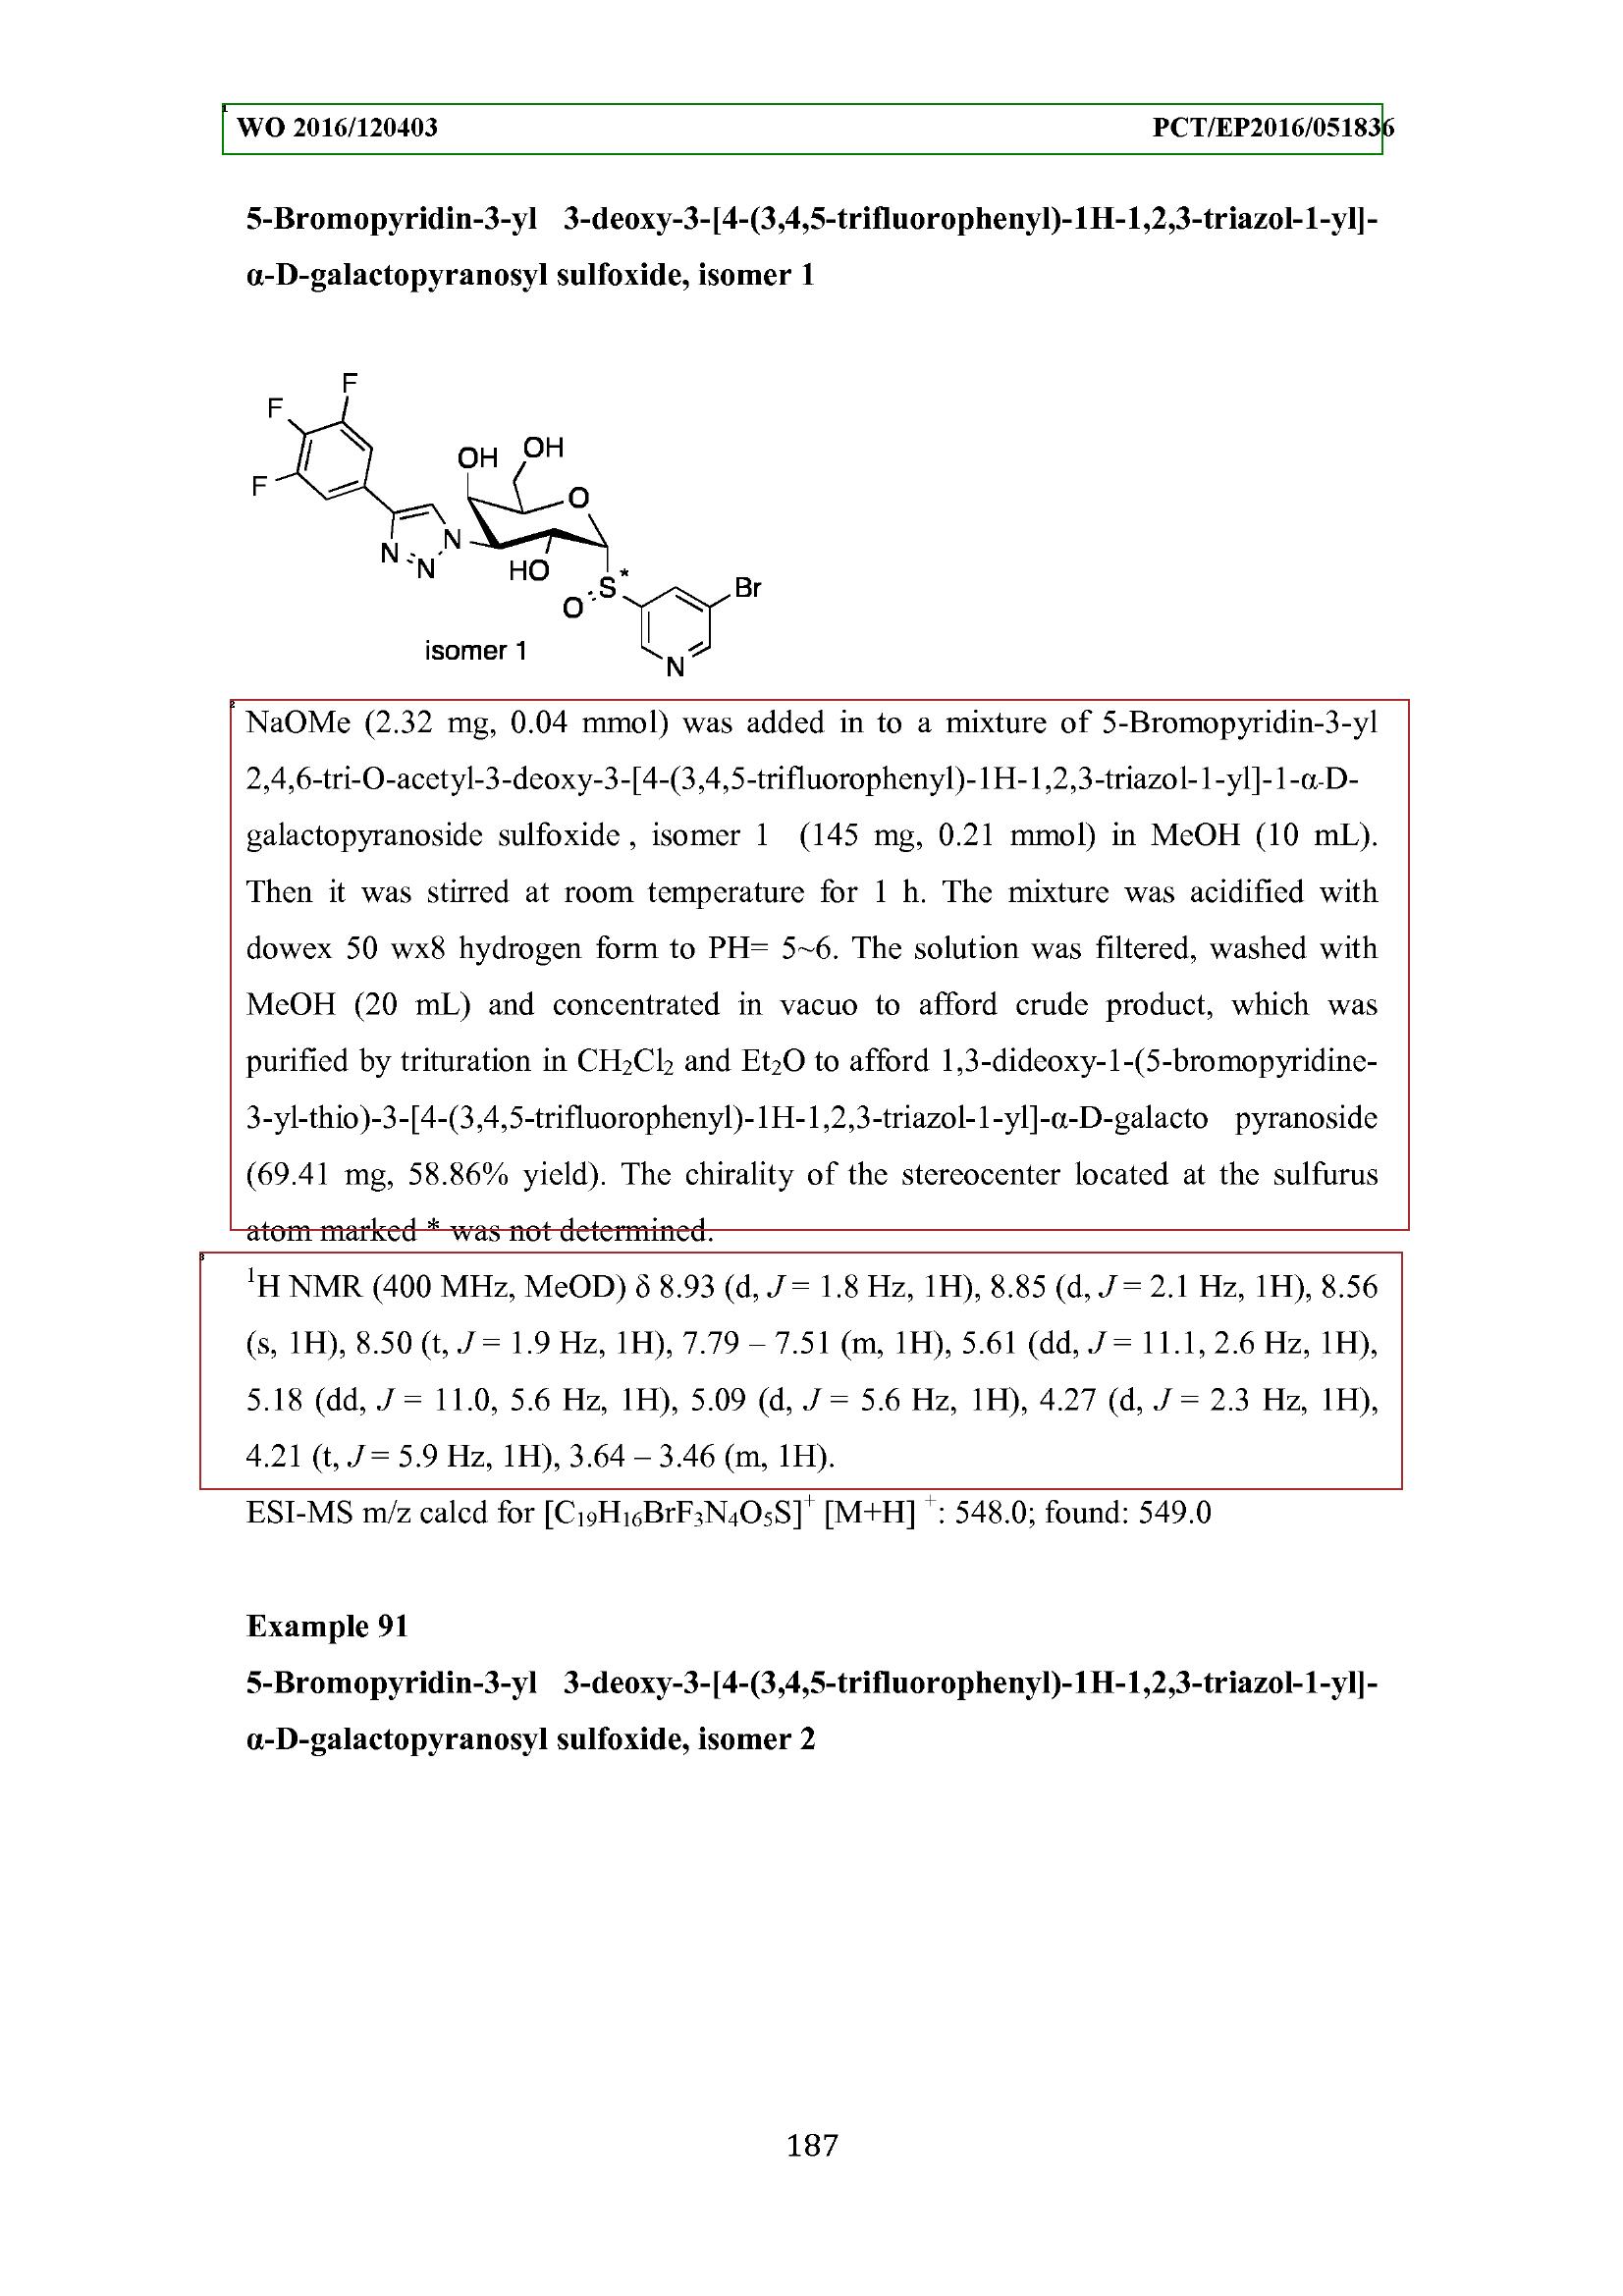 WO 2016/120403 PCT/EP2016/051836
5-Bromopyridin-3-yl 3-deoxy-3-[4-(3,4,5-trifluorophenyl)-1H-1,2,3-triazol-1-yl]-
α-D-galactopyranosyl sulfoxide, isomer 1
F
F
F
OH
OH
O
N
N
N
HO
S*
O
Br
N
isomer 1
NaOMe (2.32 mg, 0.04 mmol) was added in to a mixture of 5-Bromopyridin-3-yl
2,4,6-tri-O-acetyl-3-deoxy-3-[4-(3,4,5-trifluorophenyl)-1H-1,2,3-triazol-1-yl]-1-α-D-
galactopyranoside sulfoxide , isomer 1 (145 mg, 0.21 mmol) in MeOH (10 mL).
Then it was stirred at room temperature for 1 h. The mixture was acidified with
dowex 50 wx8 hydrogen form to PH= 5~6. The solution was filtered, washed with
MeOH (20 mL) and concentrated in vacuo to afford crude product, which was
purified by trituration in CH₂Cl₂ and Et₂O to afford 1,3-dideoxy-1-(5-bromopyridine-
3-yl-thio)-3-[4-(3,4,5-trifluorophenyl)-1H-1,2,3-triazol-1-yl]-α-D-galacto pyranoside
(69.41 mg, 58.86% yield). The chirality of the stereocenter located at the sulfurus
atom marked * was not determined.
¹H NMR (400 MHz, MeOD) δ 8.93 (d, J = 1.8 Hz, 1H), 8.85 (d, J = 2.1 Hz, 1H), 8.56
(s, 1H), 8.50 (t, J = 1.9 Hz, 1H), 7.79 – 7.51 (m, 1H), 5.61 (dd, J = 11.1, 2.6 Hz, 1H),
5.18 (dd, J = 11.0, 5.6 Hz, 1H), 5.09 (d, J = 5.6 Hz, 1H), 4.27 (d, J = 2.3 Hz, 1H),
4.21 (t, J = 5.9 Hz, 1H), 3.64 – 3.46 (m, 1H).
ESI-MS m/z calcd for [C₁₉H₁₆BrF₃N₄O₅S]⁺ [M+H] ⁺: 548.0; found: 549.0
Example 91
5-Bromopyridin-3-yl 3-deoxy-3-[4-(3,4,5-trifluorophenyl)-1H-1,2,3-triazol-1-yl]-
α-D-galactopyranosyl sulfoxide, isomer 2
187